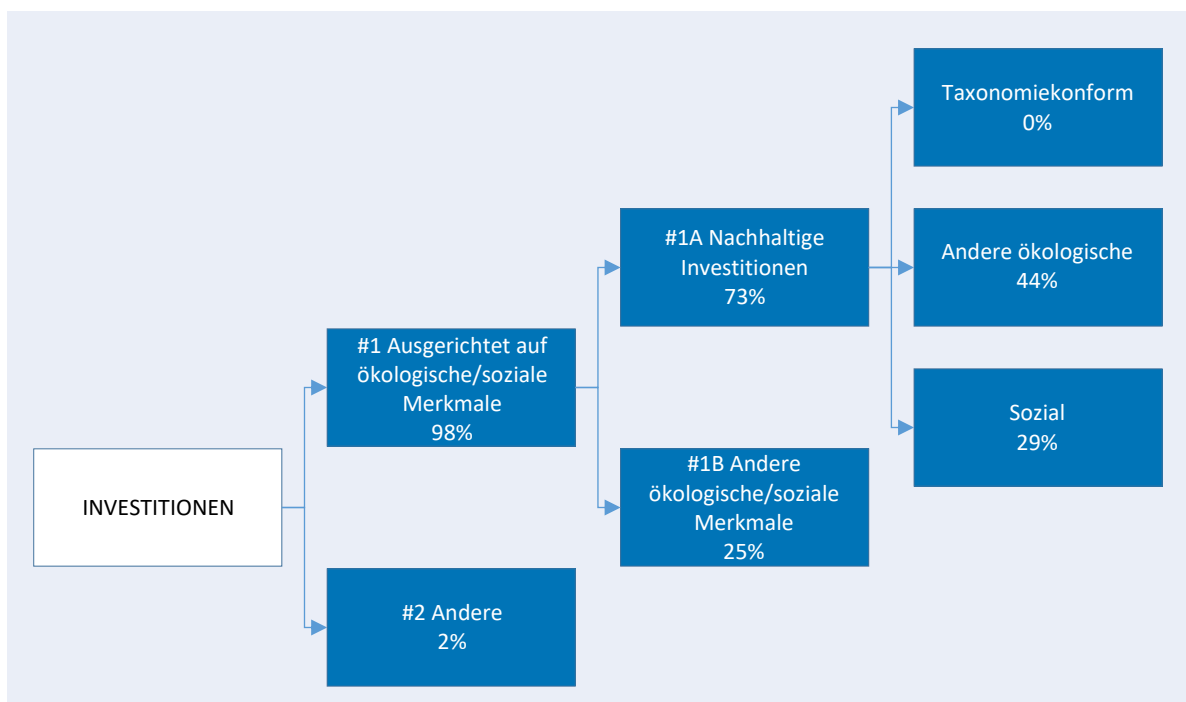 INVESTITIONEN
#1 Ausgerichtet auf
ökologische/soziale
Merkmale
98%
#2 Andere
2%
#1A Nachhaltige
Investitionen
73%
#1B Andere
ökologische/soziale
Merkmale
25%
Taxonomiekonform
0%
Andere ökologische
44%
Sozial
29%